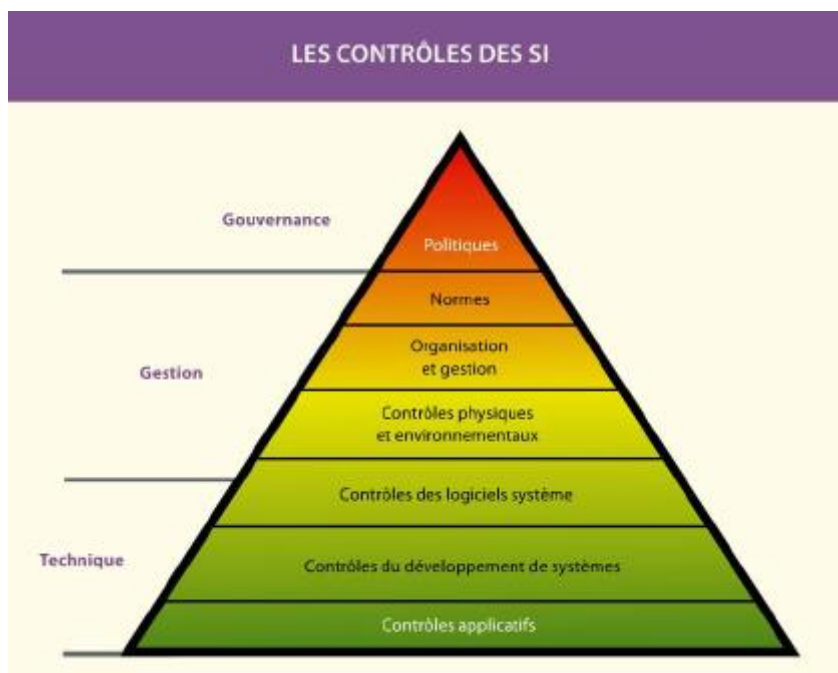 LES CONTRÔLES DES SI
Gouvernance
Politiques
Normes
Organisation
et gestion
Gestion
Contrôles physiques
et environnementaux
Contrôles des logiciels système
Technique
Contrôles du développement de systèmes
Contrôles applicatifs